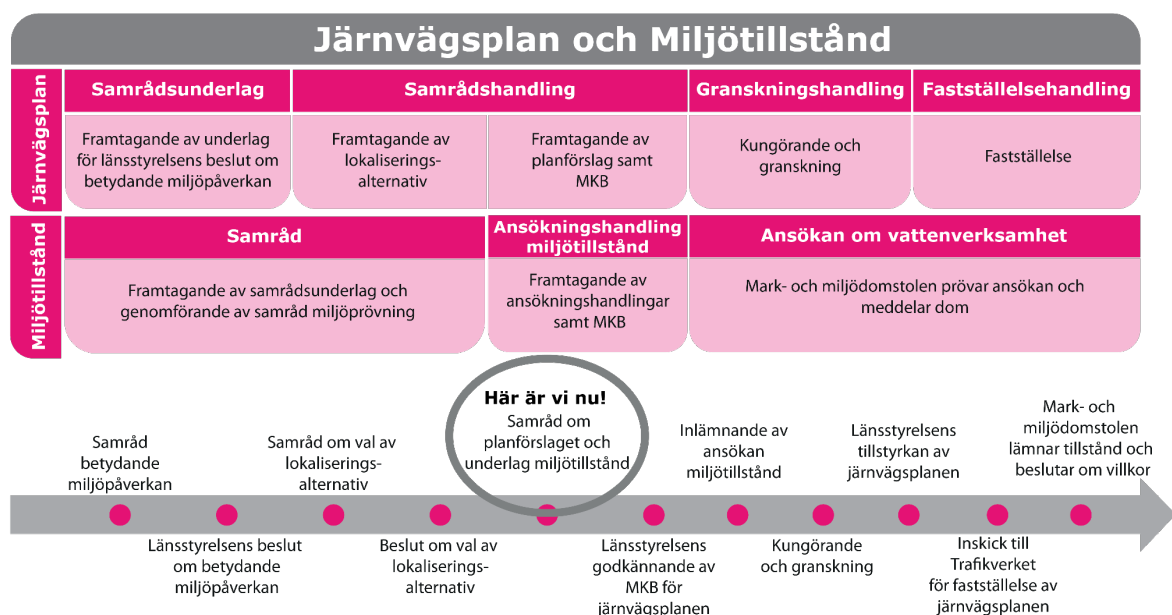 Järnvägsplan och Miljötillstånd
Järnvägsplan
Samrådsunderlag
Samrådshandling
Granskningshandling
Fastställelsehandling
Framtagande av underlag
för länsstyrelsens beslut om
betydande miljöpåverkan
Framtagande av
lokaliserings-
alternativ
Framtagande av
planförslag samt
MKB
Kungörande och
granskning
Fastställelse
Miljötillstånd
Samråd
Ansökningshandling
miljötillstånd
Ansökan om vattenverksamhet
Framtagande av samrådsunderlag och
genomförande av samråd miljöprövning
Framtagande av
ansökningshandlingar
samt MKB
Mark- och miljödomstolen prövar ansökan och
meddelar dom
Samråd
betydande
miljöpåverkan
Länsstyrelsens beslut
om betydande
miljöpåverkan
Samråd om val av
lokaliserings-
alternativ
Beslut om val av
lokaliserings-
alternativ
Här är vi nu!
Samråd om
planförslaget och
underlag miljötillstånd
Länsstyrelsens
godkännande av
MKB för
järnvägsplanen
Inlämnande av
ansökan
miljötillstånd
Kungörande
och granskning
Länsstyrelsens
tillstyrkan av
järnvägsplanen
Inskick till
Trafikverket
för fastställelse av
järnvägsplanen
Mark- och
miljödomstolen
lämnar tillstånd och
beslutar om villkor